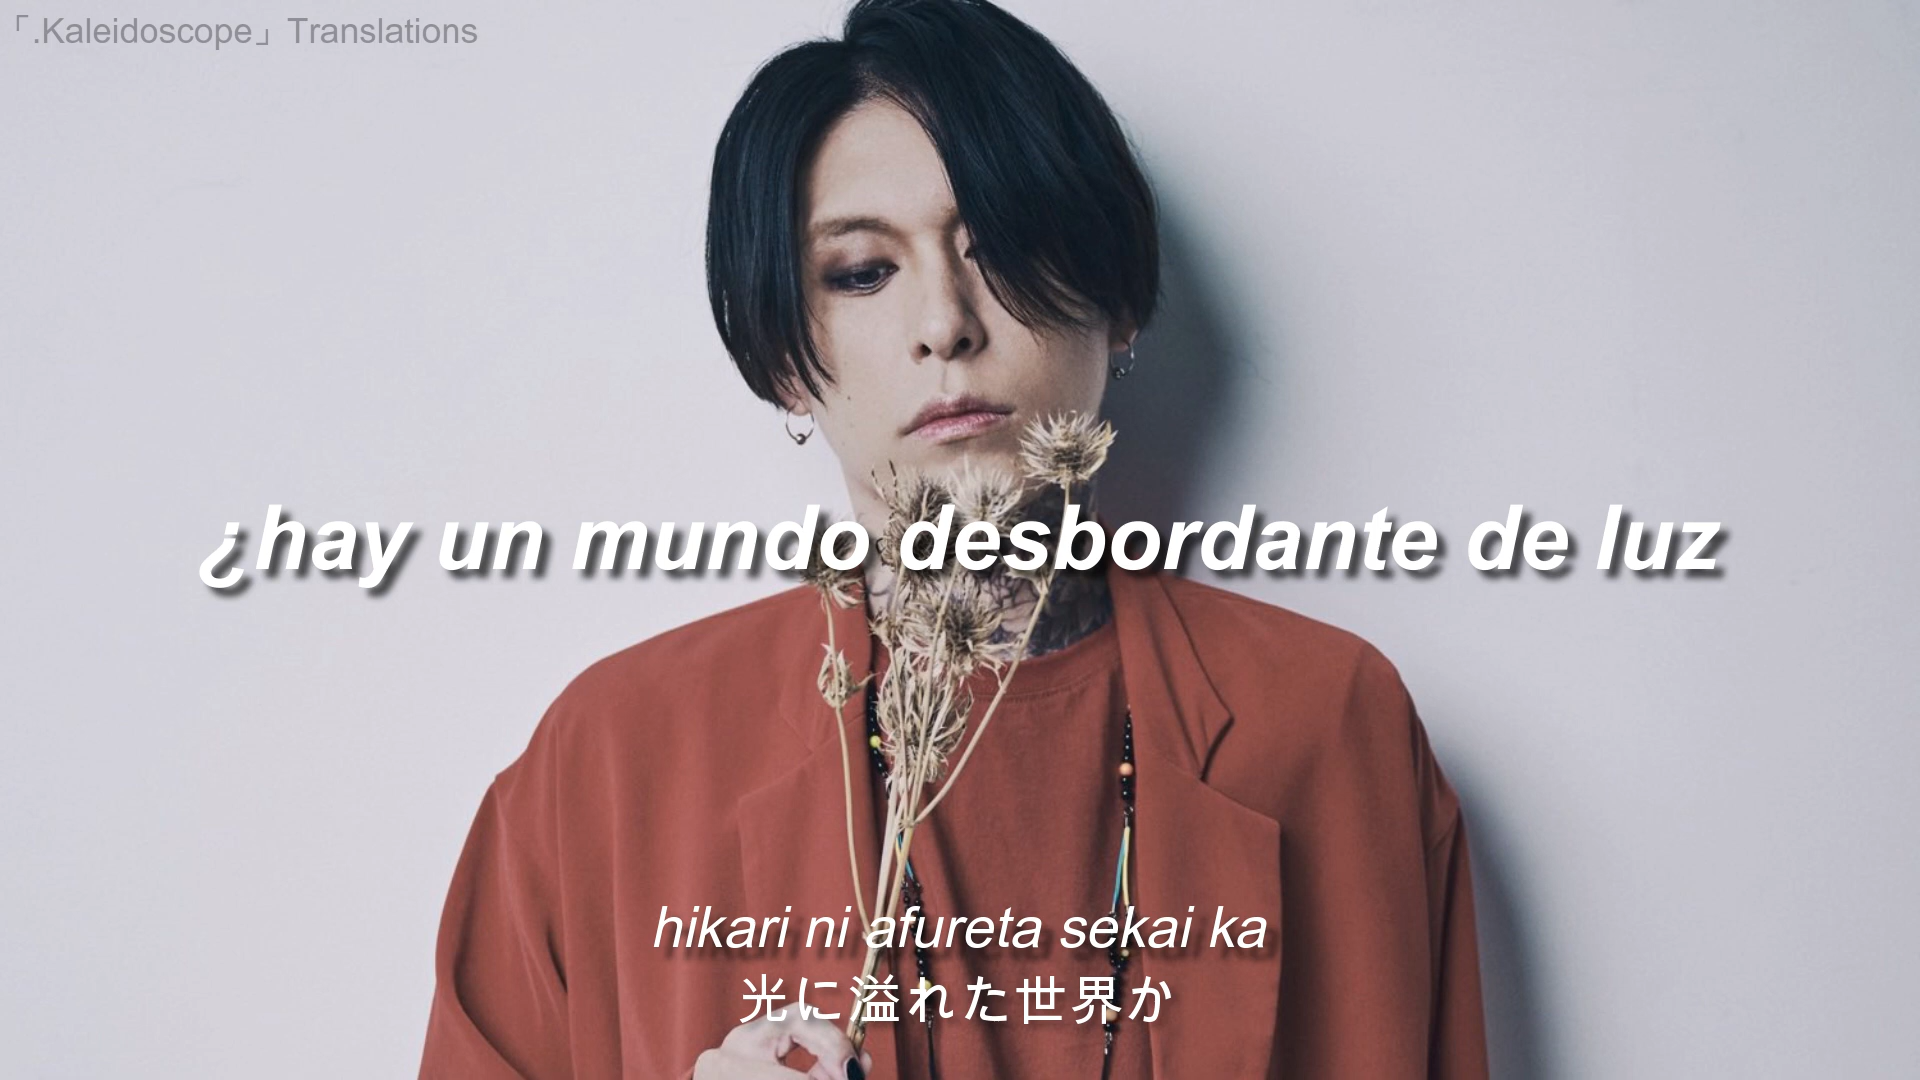 「.Kaleidoscope」Translations
¿hay un mundo desbordante de luz
hikari ni afureta sekai ka
光に溢れた世界か